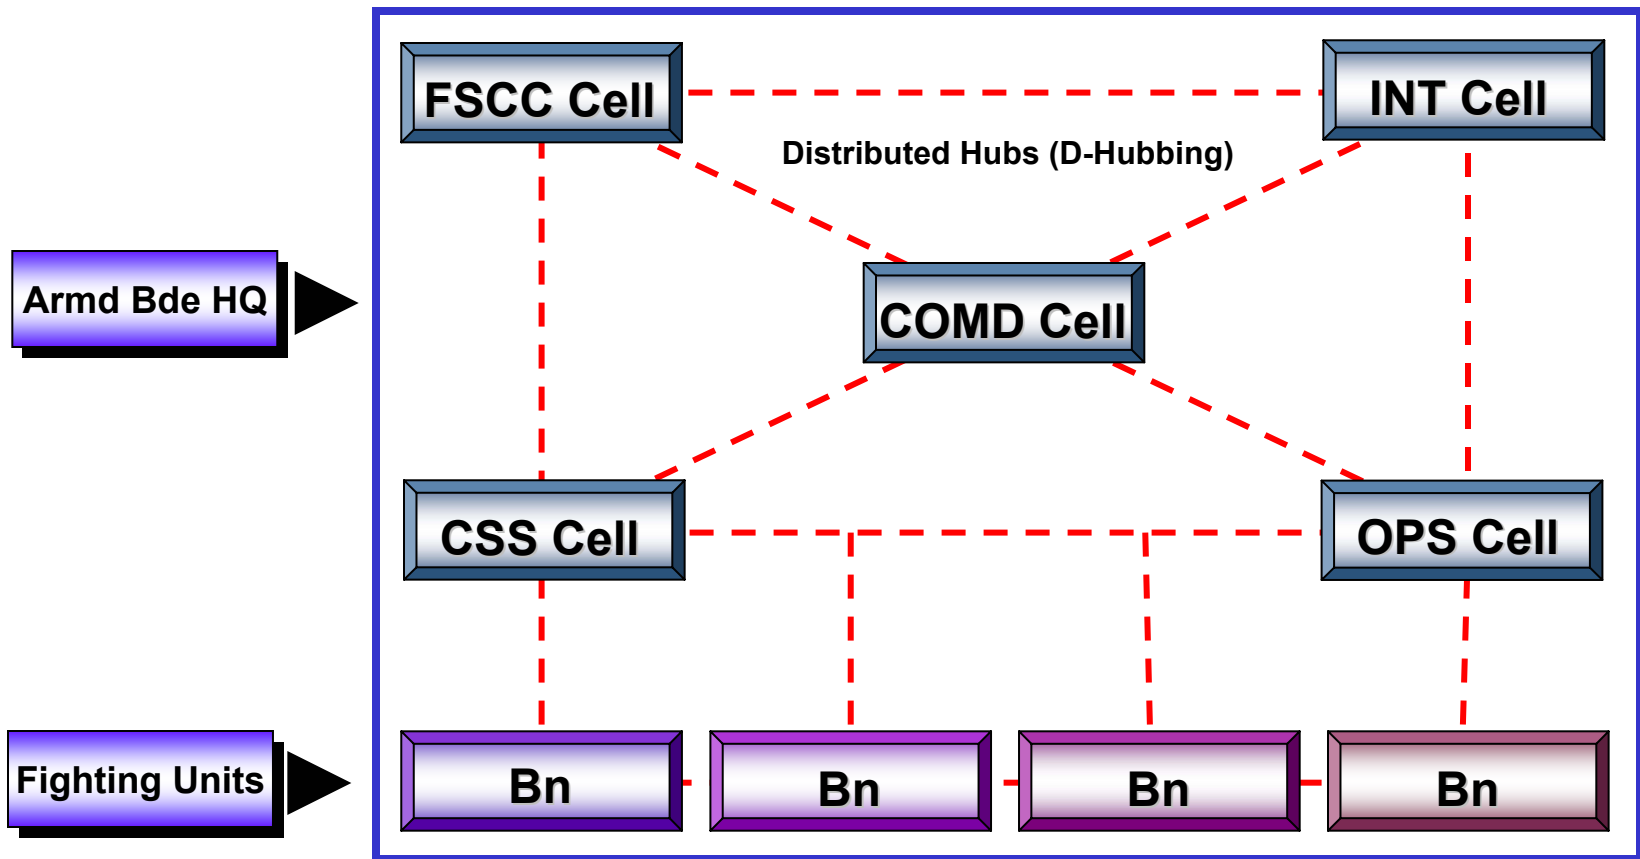 FSCC Cell
INT Cell
Distributed Hubs (D-Hubbing)
Armd Bde HQ
COMD Cell
CSS Cell
OPS Cell
Fighting Units
Bn
Bn
Bn
Bn